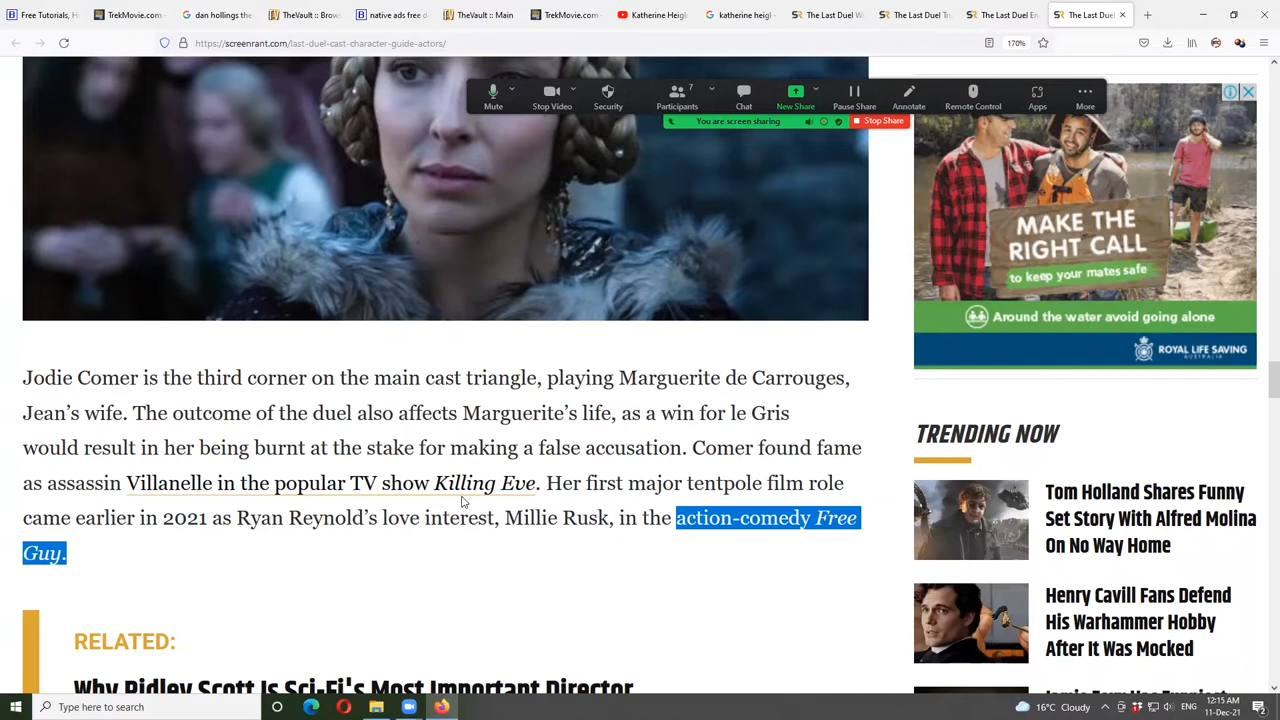 Free Tutorials, H
TrekMovie.com -
dan hollings the
TheVault :: Brow
native ads free d
TheVault :: Main
TrekMovie.com -
Katherine Heigl
katherine heigl -
The Last Duel W
The Last Duel Tru
The Last Duel En
The Last Duel
https://screenrant.com/last-duel-cast-character-guide-actors/
170%
Mute
Stop Video
Security
7
Participants
Chat
New Share
Pause Share
Annotate
Remote Control
Apps
More
You are screen sharing
Stop Share
MAKE THE
RIGHT CALL
to keep your mates safe
Around the water avoid going alone
ROYAL LIFE SAVING
AUSTRALIA
Jodie Comer is the third corner on the main cast triangle, playing Marguerite de Carrouges,
Jean’s wife. The outcome of the duel also affects Marguerite’s life, as a win for le Gris
would result in her being burnt at the stake for making a false accusation. Comer found fame
as assassin Villanelle in the popular TV show Killing Eve. Her first major tentpole film role
came earlier in 2021 as Ryan Reynold’s love interest, Millie Rusk, in the action-comedy Free
Guy.
RELATED:
Why Ridley Scott Is Sci-Fi's Most Important Director
TRENDING NOW
Tom Holland Shares Funny
Set Story With Alfred Molina
On No Way Home
Henry Cavill Fans Defend
His Warhammer Hobby
After It Was Mocked
Type here to search
16°C Cloudy
ENG
12:15 AM
11-Dec-21
2